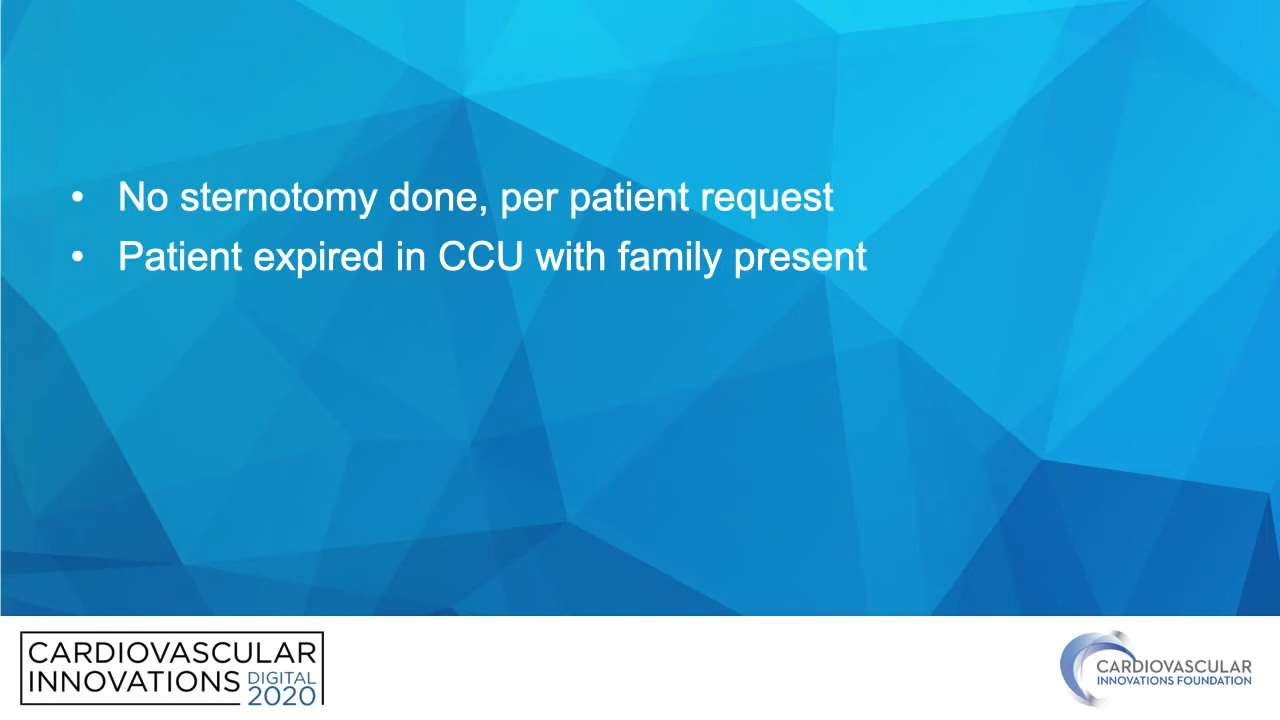 • No sternotomy done, per patient request
• Patient expired in CCU with family present
CARDIOVASCULAR
INNOVATIONS DIGITAL
2020
CARDIOVASCULAR
INNOVATIONS FOUNDATION